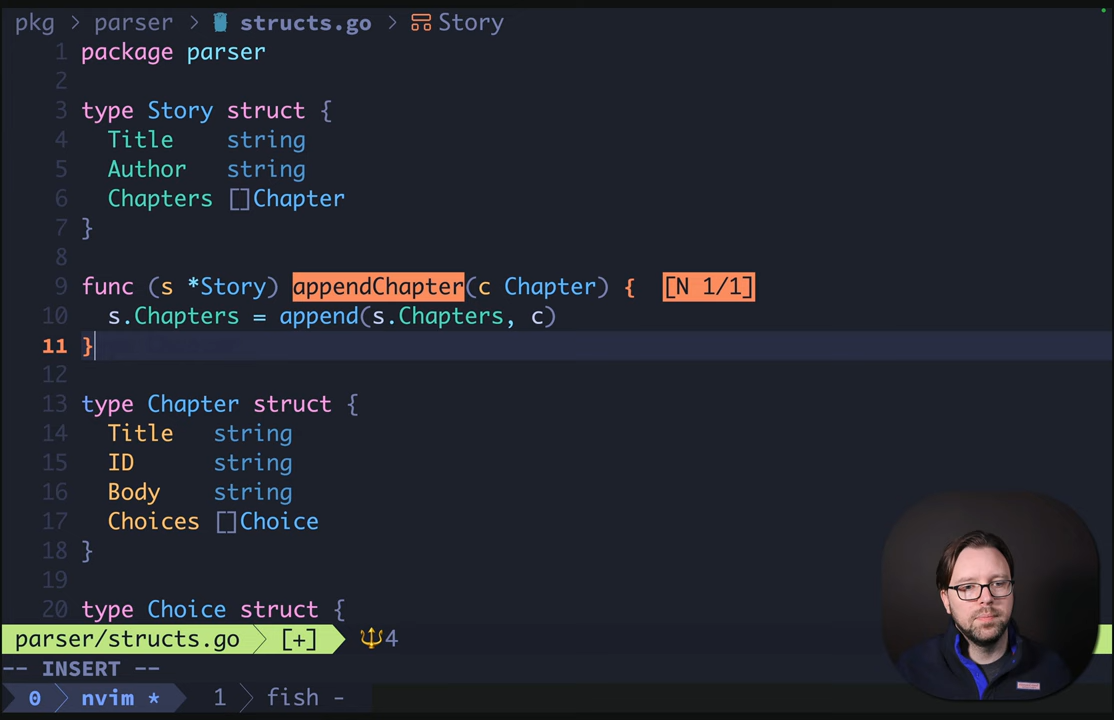 pkg > parser > structs.go > Story
1 package parser
2
3 type Story struct {
4 Title string
5 Author string
6 Chapters []Chapter
7 }
8
9 func (s *Story) appendChapter(c Chapter) { [N 1/1]
10 s.Chapters = append(s.Chapters, c)
11 }
12
13 type Chapter struct {
14 Title string
15 ID string
16 Body string
17 Choices []Choice
18 }
19
20 type Choice struct {
parser/structs.go [+] 4
-- INSERT --
0 nvim * 1 fish -